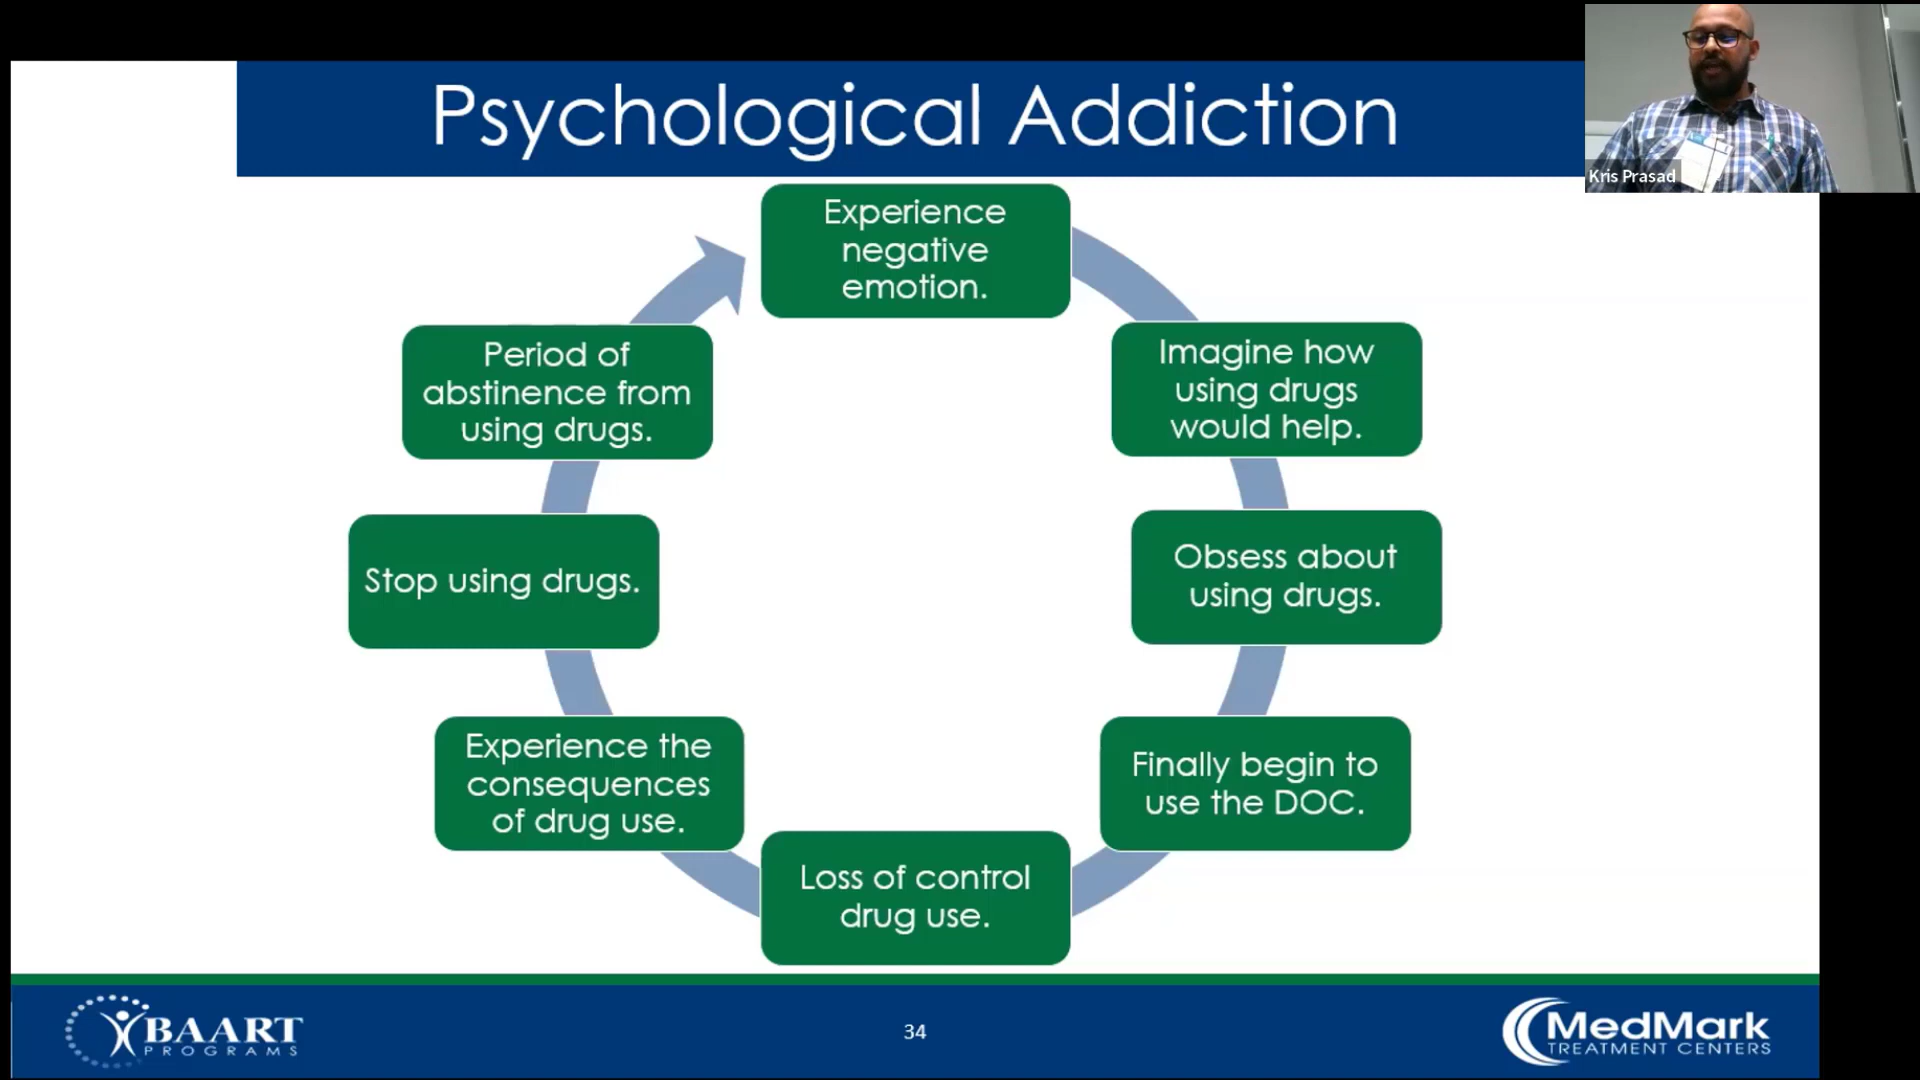 Psychological Addiction
Kris Prasad
Experience
negative
emotion.
Imagine how
using drugs
would help.
Obsess about
using drugs.
Finally begin to
use the DOC.
Loss of control
drug use.
Experience the
consequences
of drug use.
Stop using drugs.
Period of
abstinence from
using drugs.
BAART
PROGRAMS
34
MedMark
TREATMENT CENTERS